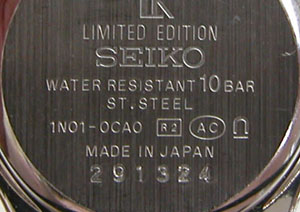 LIMITED EDITION
SEIKO
WATER RESISTANT 10 BAR
ST. STEEL
1N01-0CA0 R2 AC Ω
MADE IN JAPAN
291324